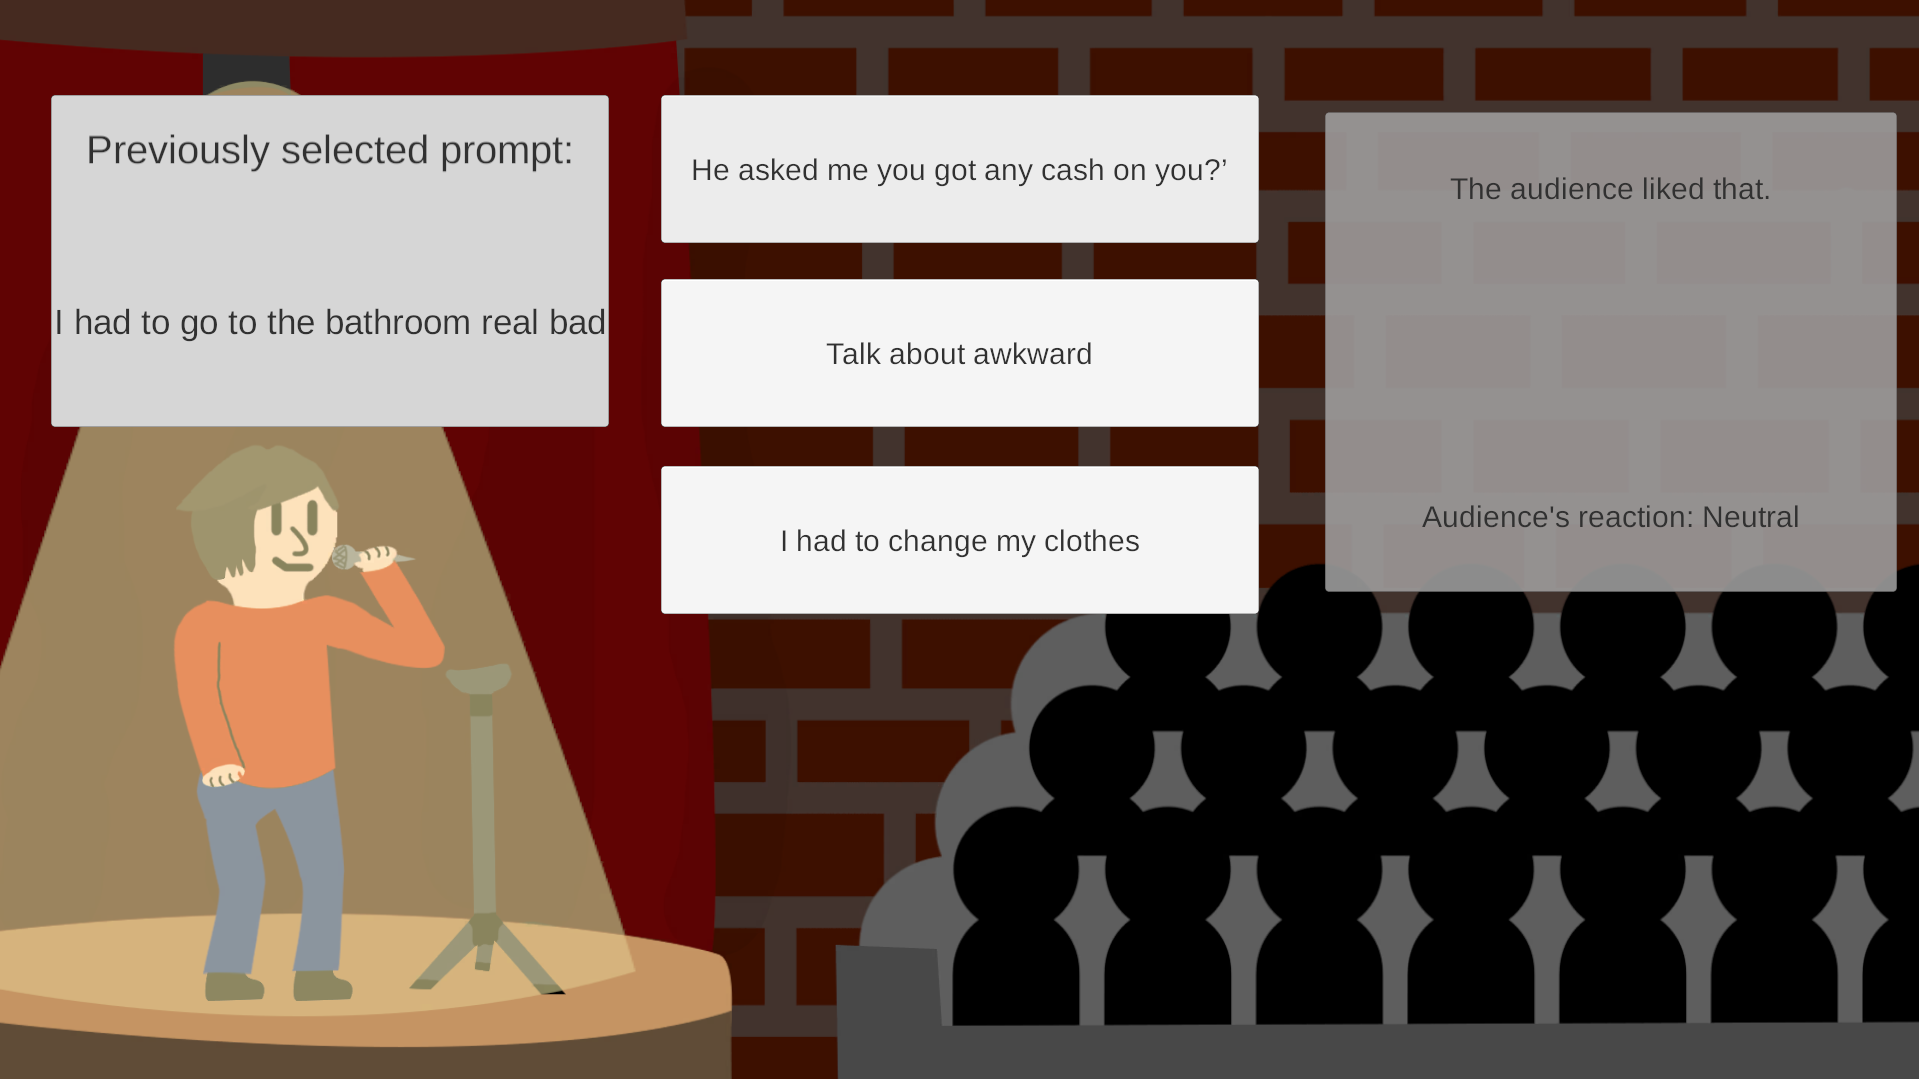 Previously selected prompt:
I had to go to the bathroom real bad
He asked me you got any cash on you?’
Talk about awkward
I had to change my clothes
The audience liked that.
Audience's reaction: Neutral